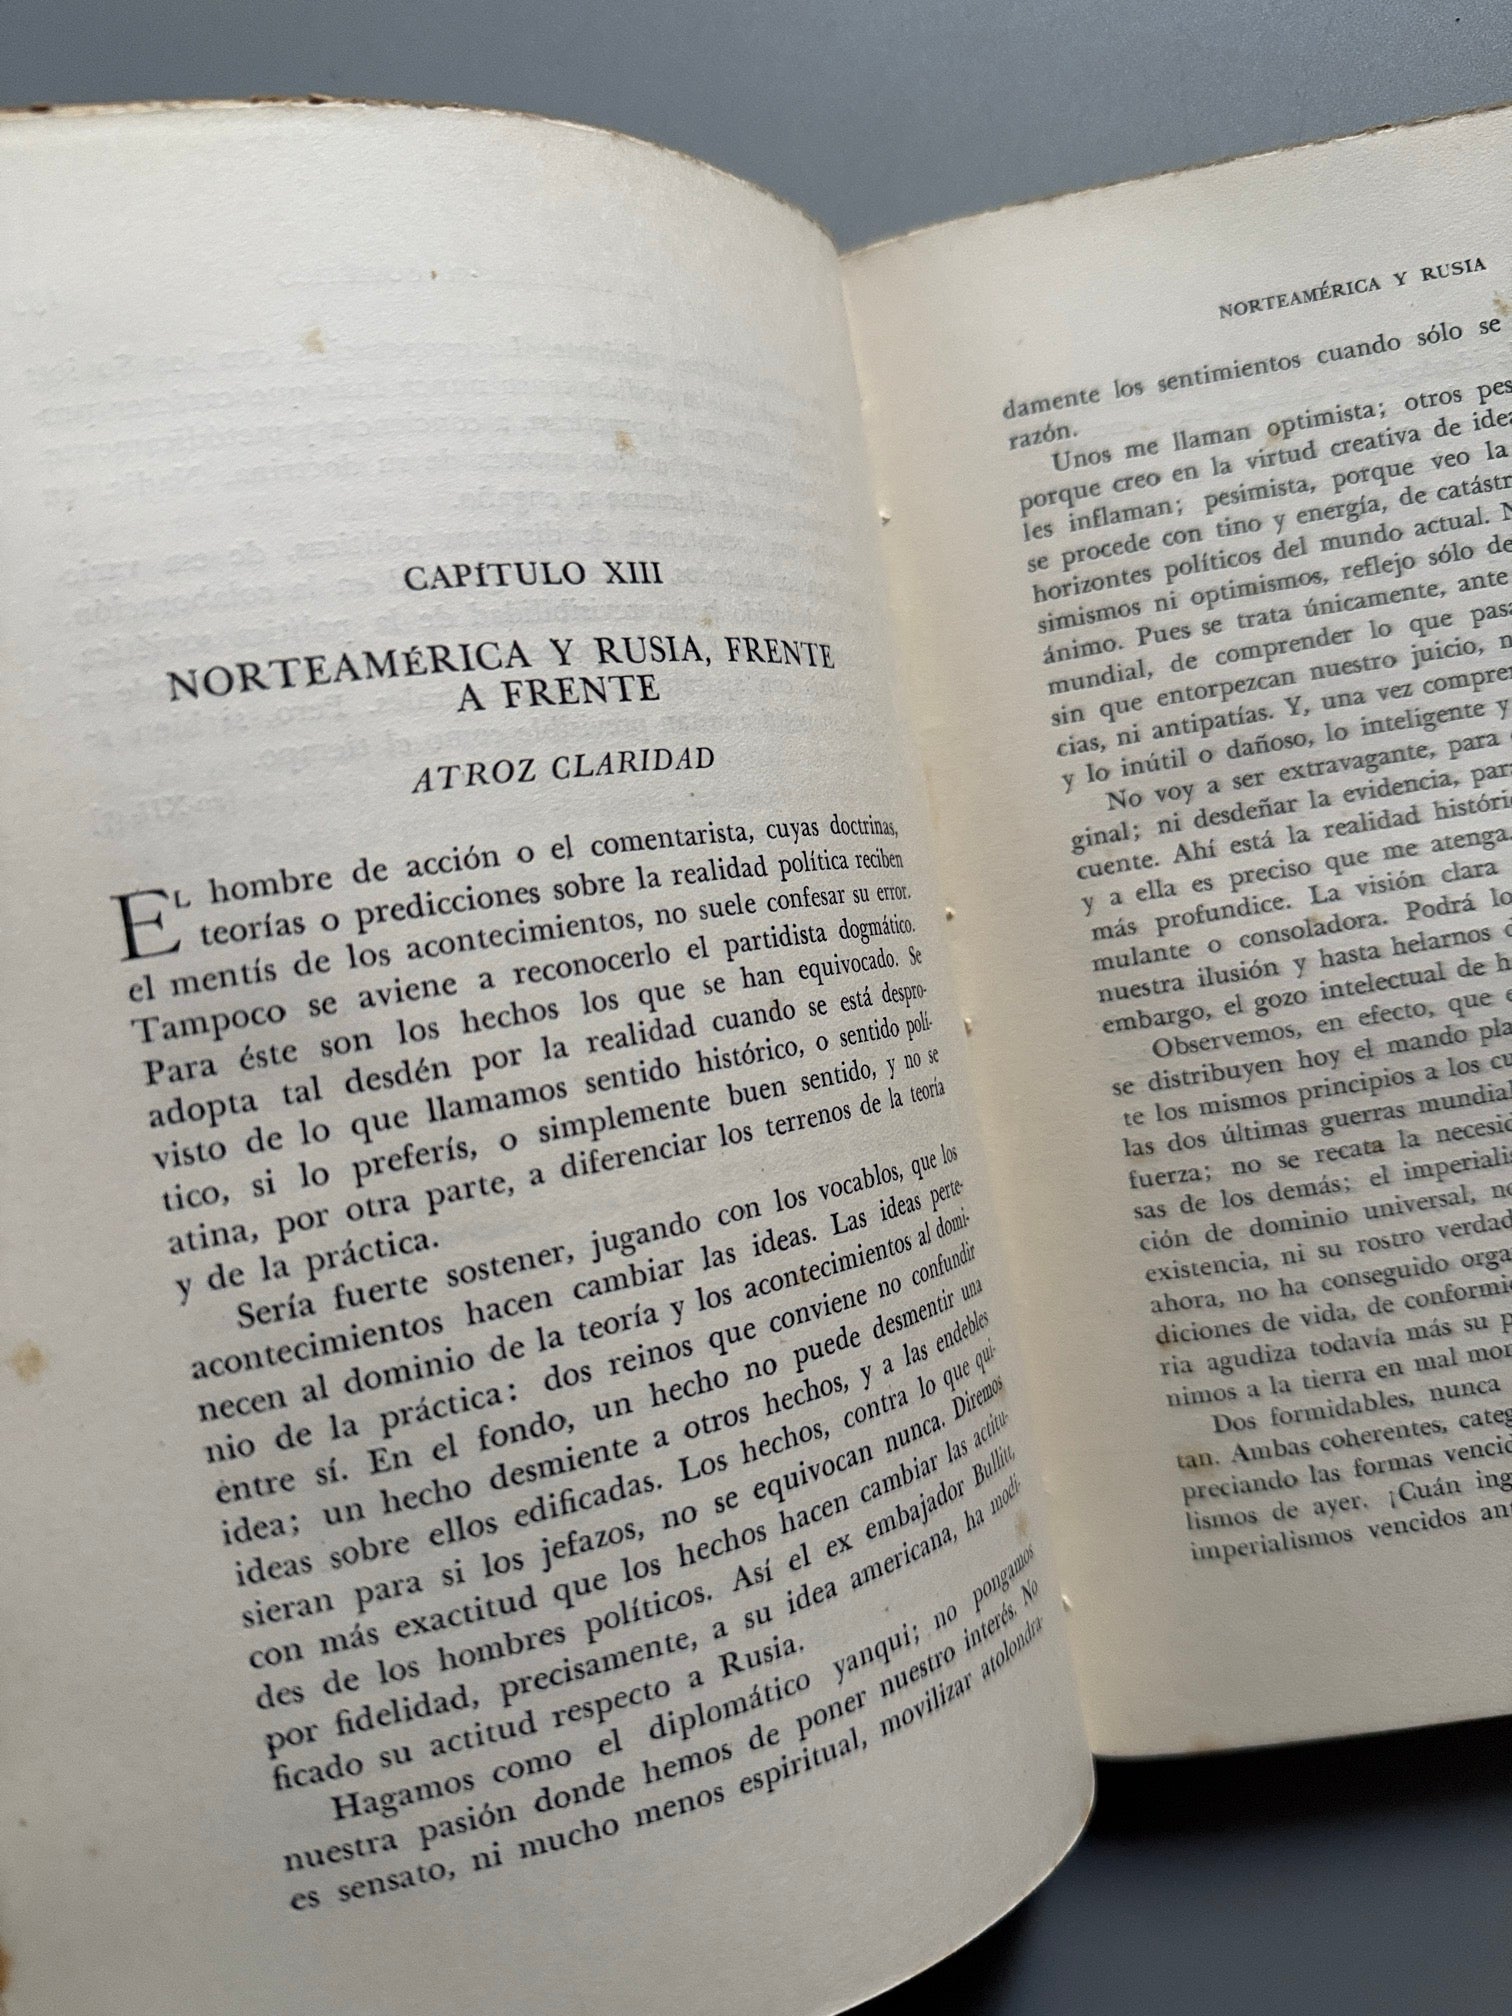 CAPÍTULO XIII
NORTEAMÉRICA Y RUSIA, FRENTE
A FRENTE
ATROZ CLARIDAD
EL hombre de acción o el comentarista, cuyas doctrinas,
teorías o predicciones sobre la realidad política reciben
el mentís de los acontecimientos, no suele confesar su error.
Tampoco se aviene a reconocerlo el partidista dogmático.
Para éste son los hechos los que se han equivocado. Se
adopta tal desdén por la realidad cuando se está despro-
visto de lo que llamamos sentido histórico, o sentido polí-
tico, si lo preferís, o simplemente buen sentido, y no se
atina, por otra parte, a diferenciar los terrenos de la teoría
y de la práctica.
Sería fuerte sostener, jugando con los vocablos, que los
acontecimientos hacen cambiar las ideas. Las ideas perte-
necen al dominio de la teoría y los acontecimientos al domi-
nio de la práctica: dos reinos que conviene no confundir
entre sí. En el fondo, un hecho no puede desmentir una
idea; un hecho desmiente a otros hechos, y a las endebles
ideas sobre ellos edificadas. Los hechos, contra lo que qui-
sieran para si los jefazos, no se equivocan nunca. Diremos
con más exactitud que los hechos hacen cambiar las actitu-
des de los hombres políticos. Así el ex embajador Bullitt,
por fidelidad, precisamente, a su idea americana, ha modi-
ficado su actitud respecto a Rusia.
Hagamos como el diplomático yanqui; no pongamos
nuestra pasión donde hemos de poner nuestro interés. No
es sensato, ni mucho menos espiritual, movilizar atolondra-
NORTEAMÉRICA Y RUSIA
damente los sentimientos cuando sólo se
razón.
Unos me llaman optimista; otros pes
porque creo en la virtud creativa de idea
les inflaman; pesimista, porque veo la
se procede con tino y energía, de catástr
horizontes políticos del mundo actual. N
simismos ni optimismos, reflejo sólo de
ánimo. Pues se trata únicamente, ante
mundial, de comprender lo que pasa
sin que entorpezcan nuestro juicio, n
cias, ni antipatías. Y, una vez compren
y lo inútil o dañoso, lo inteligente y
No voy a ser extravagante, para
ginal; ni desdeñar la evidencia, para
cuente. Ahí está la realidad históri
y a ella es preciso que me atenga.
más profundice. La visión clara
mulante o consoladora. Podrá lo
nuestra ilusión y hasta helarnos
embargo, el gozo intelectual de h
Observemos, en efecto, que e
se distribuyen hoy el mando pla
te los mismos principios a los cu
las dos últimas guerras mundial
fuerza; no se recata la necesid
sas de los demás; el imperialis
ción de dominio universal, ne
existencia, ni su rostro verdad
ahora, no ha conseguido orga
diciones de vida, de conformi
ria agudiza todavía más su p
nimos a la tierra en mal mor
Dos formidables, nunca
tan. Ambas coherentes, categ
preciando las formas vencid
lismos de ayer. ¡Cuán ing
imperialismos vencidos an